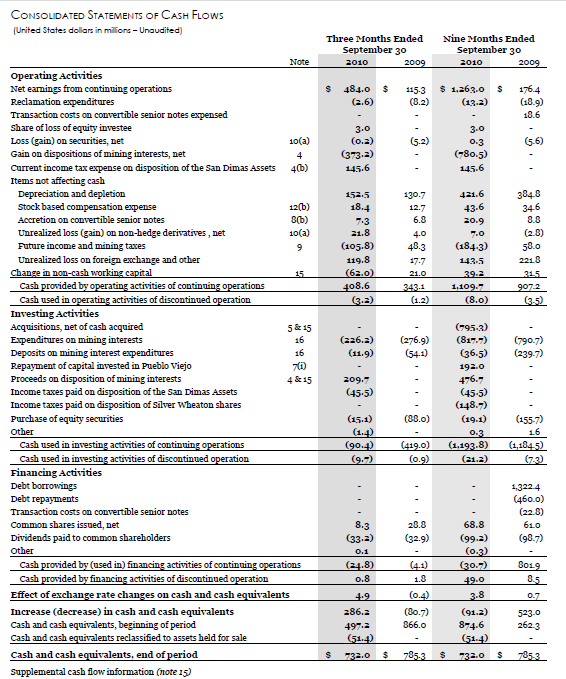 CONSOLIDATED STATEMENTS OF CASH FLOWS
(United States dollars in millions – Unaudited)
Three Months Ended Nine Months Ended
September 30 September 30
Note 2010 2009 2010 2009
Operating Activities
Net earnings from continuing operations $ 484.0 $ 115.3 $ 1,263.0 $ 176.4
Reclamation expenditures (2.6) (8.2) (13.2) (18.9)
Transaction costs on convertible senior notes expensed - - - 18.6
Share of loss of equity investee 3.0 - 3.0 -
Loss (gain) on securities, net 10(a) (0.2) (5.2) 0.3 (5.6)
Gain on dispositions of mining interests, net 4 (373.2) - (780.5) -
Current income tax expense on disposition of the San Dimas Assets 4(b) 145.6 - 145.6 -
Items not affecting cash
Depreciation and depletion 152.5 130.7 421.6 384.8
Stock based compensation expense 12(b) 18.4 12.7 43.6 34.6
Accretion on convertible senior notes 8(b) 7.3 6.8 20.9 8.8
Unrealized loss (gain) on non-hedge derivatives , net 10(a) 21.8 4.0 7.0 (2.8)
Future income and mining taxes 9 (105.8) 48.3 (184.3) 58.0
Unrealized loss on foreign exchange and other 119.8 17.7 143.5 221.8
Change in non-cash working capital 15 (62.0) 21.0 39.2 31.5
Cash provided by operating activities of continuing operations 408.6 343.1 1,109.7 907.2
Cash used in operating activities of discontinued operation (3.2) (1.2) (8.0) (3.5)
Investing Activities
Acquisitions, net of cash acquired 5 & 15 - - (795.3) -
Expenditures on mining interests 16 (226.2) (276.9) (817.7) (790.7)
Deposits on mining interest expenditures 16 (11.9) (54.1) (36.5) (239.7)
Repayment of capital invested in Pueblo Viejo 7(i) - - 192.0 -
Proceeds on disposition of mining interests 4 & 15 209.7 - 476.7 -
Income taxes paid on disposition of the San Dimas Assets (45.5) - (45.5) -
Income taxes paid on disposition of Silver Wheaton shares - - (148.7) -
Purchase of equity securities (15.1) (88.0) (19.1) (155.7)
Other (1.4) - 0.3 1.6
Cash used in investing activities of continuing operations (90.4) (419.0) (1,193.8) (1,184.5)
Cash used in investing activities of discontinued operation (9.7) (0.9) (21.2) (7.3)
Financing Activities
Debt borrowings - - - 1,322.4
Debt repayments - - - (460.0)
Transaction costs on convertible senior notes - - - (22.8)
Common shares issued, net 8.3 28.8 68.8 61.0
Dividends paid to common shareholders (33.2) (32.9) (99.2) (98.7)
Other 0.1 - (0.3) -
Cash provided by (used in) financing activities of continuing operations (24.8) (4.1) (30.7) 801.9
Cash provided by financing activities of discontinued operation 0.8 1.8 49.0 8.5
Effect of exchange rate changes on cash and cash equivalents 4.9 (0.4) 3.8 0.7
Increase (decrease) in cash and cash equivalents 286.2 (80.7) (91.2) 523.0
Cash and cash equivalents, beginning of period 497.2 866.0 874.6 262.3
Cash and cash equivalents reclassified to assets held for sale (51.4) - (51.4) -
Cash and cash equivalents, end of period $ 732.0 $ 785.3 $ 732.0 $ 785.3
Supplemental cash flow information (note 15)